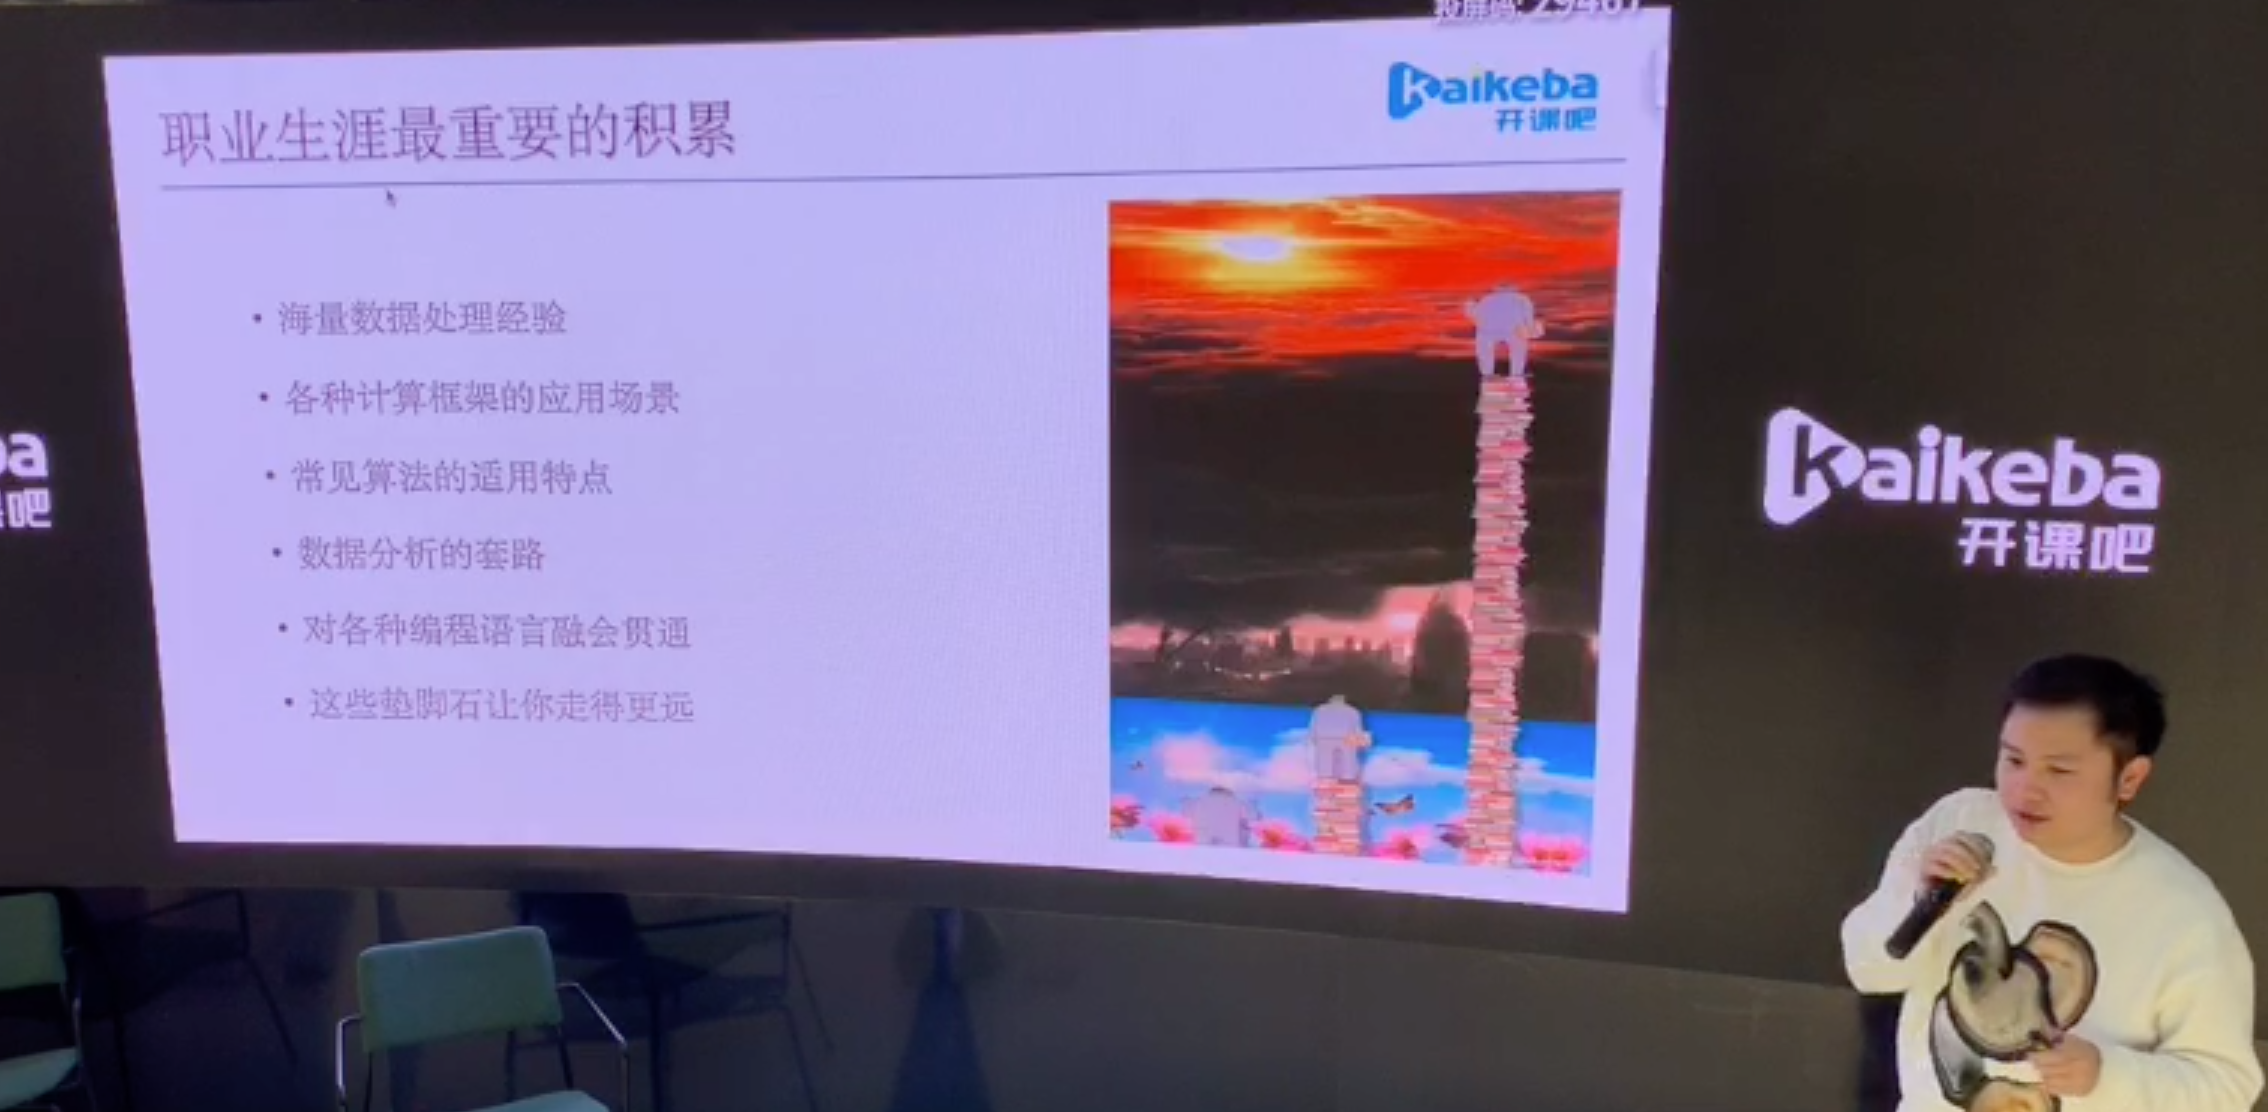 投屏码: 29467
Kaikeba
开课吧
职业生涯最重要的积累
• 海量数据处理经验
• 各种计算框架的应用场景
• 常见算法的适用特点
• 数据分析的套路
• 对各种编程语言融会贯通
• 这些垫脚石让你走得更远
ba
吧
Kaikeba
开课吧